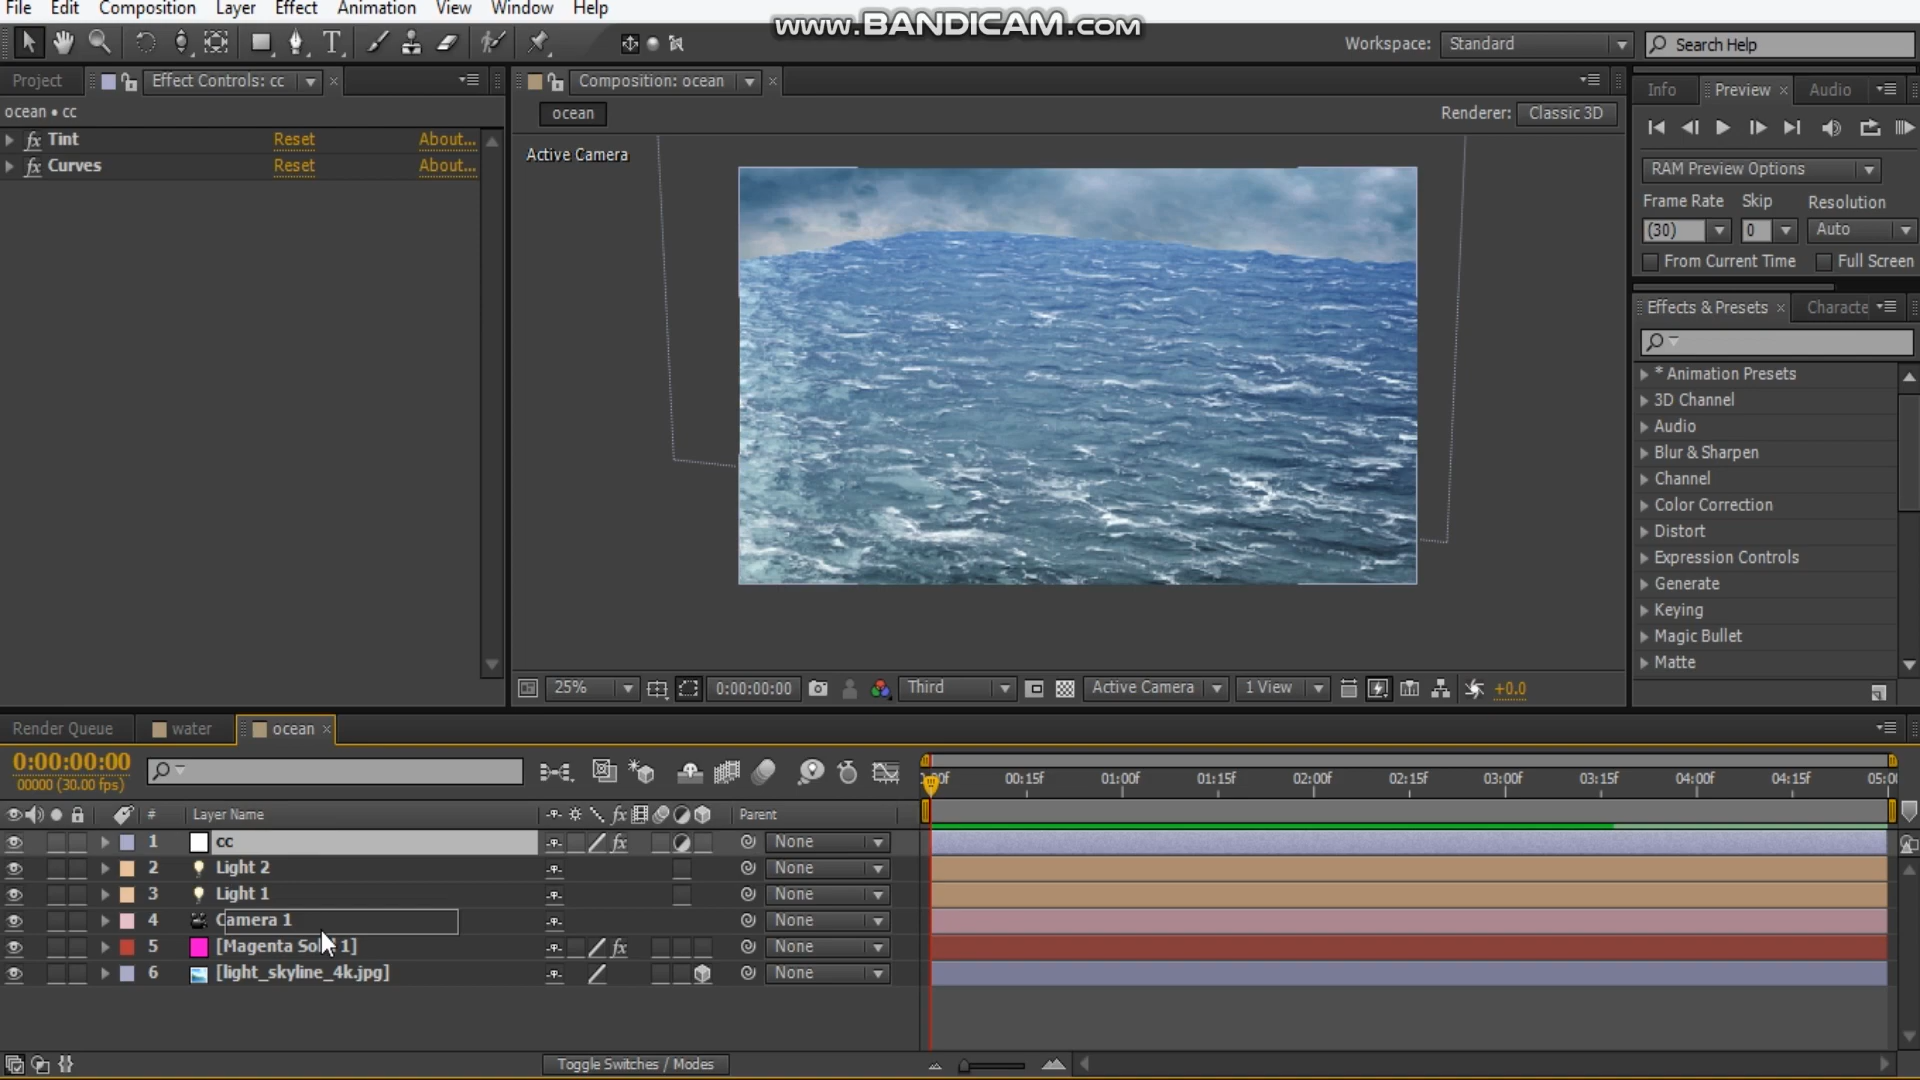 File Edit Composition Layer Effect Animation View Window Help
www.BANDICAM.com
Workspace: Standard Search Help
Project Effect Controls: cc
Composition: ocean
Info Preview Audio
ocean • cc
ocean
Renderer: Classic 3D
fx Tint Reset About...
fx Curves Reset About...
Active Camera
RAM Preview Options
Frame Rate Skip Resolution
(30) 0 Auto
From Current Time Full Screen
Effects & Presets Characte
* Animation Presets
3D Channel
Audio
Blur & Sharpen
Channel
Color Correction
Distort
Expression Controls
Generate
Keying
Magic Bullet
Matte
25% 0:00:00:00 Third Active Camera 1 View +0.0
Render Queue water ocean
0:00:00:00
00000 (30.00 fps)
00:15f 01:00f 01:15f 02:00f 02:15f 03:00f 03:15f 04:00f 04:15f
# Layer Name fx Parent
1 cc fx None
2 Light 2 None
3 Light 1 None
4 Camera 1 None
5 [Magenta 1] fx None
6 [light_skyline_4k.jpg] None
Toggle Switches / Modes